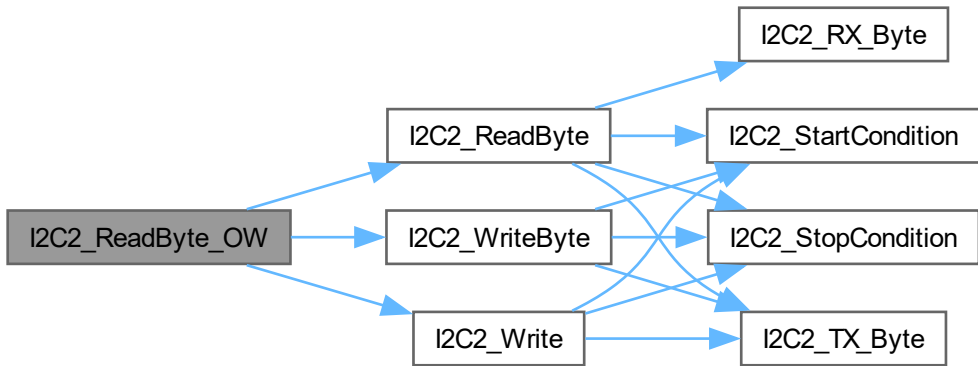 I2C2_ReadByte_OW
I2C2_ReadByte
I2C2_WriteByte
I2C2_Write
I2C2_RX_Byte
I2C2_StartCondition
I2C2_StopCondition
I2C2_TX_Byte